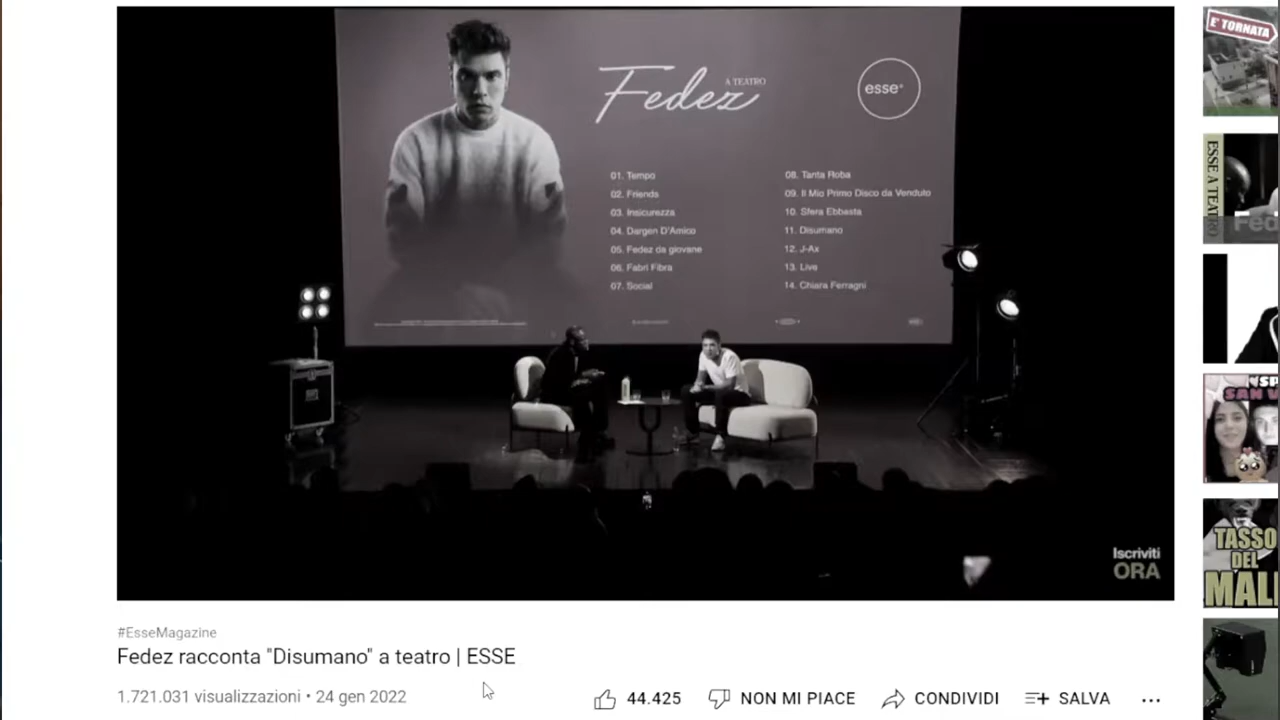 Fedez
A TEATRO
esse
01. Tempo
02. Friends
03. Insicurezza
04. Dargen D'Amico
05. Fedez da giovane
06. Fabri Fibra
07. Social
08. Tanta Roba
09. Il Mio Primo Disco da Venduto
10. Sfera Ebbasta
11. Disumano
12. J-Ax
13. Live
14. Chiara Ferragni
Iscriviti
ORA
#EsseMagazine
Fedez racconta "Disumano" a teatro | ESSE
1.721.031 visualizzazioni • 24 gen 2022
44.425 NON MI PIACE CONDIVIDI SALVA ...
E' TORNATA
ESSE A TEATRO
Fed
SAN V
TASSO
DEL
MAL